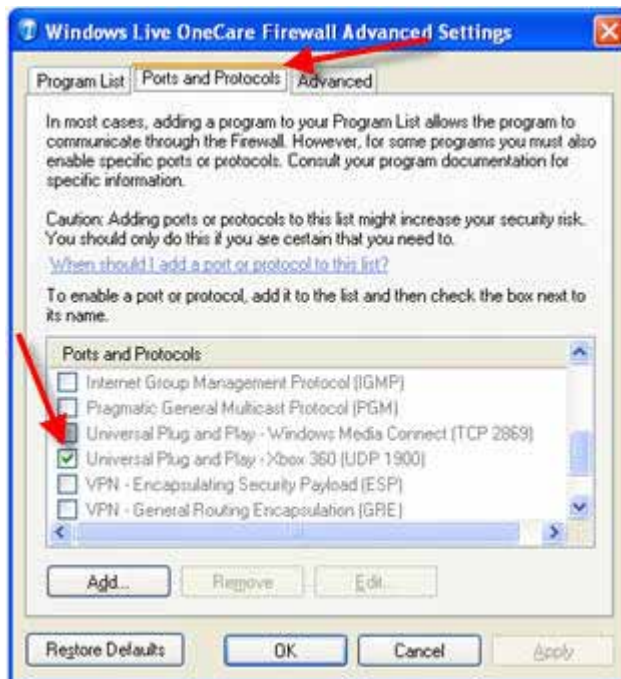 Windows Live OneCare Firewall Advanced Settings
Program List Ports and Protocols Advanced
In most cases, adding a program to your Program List allows the program to
communicate through the Firewall. However, for some programs you must also
enable specific ports or protocols. Consult your program documentation for
specific information.
Caution: Adding ports or protocols to this list might increase your security risk.
You should only do this if you are certain that you need to.
When should I add a port or protocol to this list?
To enable a port or protocol, add it to the list and then check the box next to
its name.
Ports and Protocols
Internet Group Management Protocol (IGMP)
Pragmatic General Multicast Protocol (PGM)
Universal Plug and Play - Windows Media Connect (TCP 2869)
Universal Plug and Play - Xbox 360 (UDP 1900)
VPN - Encapsulating Security Payload (ESP)
VPN - General Routing Encapsulation (GRE)
Add... Remove Edit...
Restore Defaults OK Cancel Apply